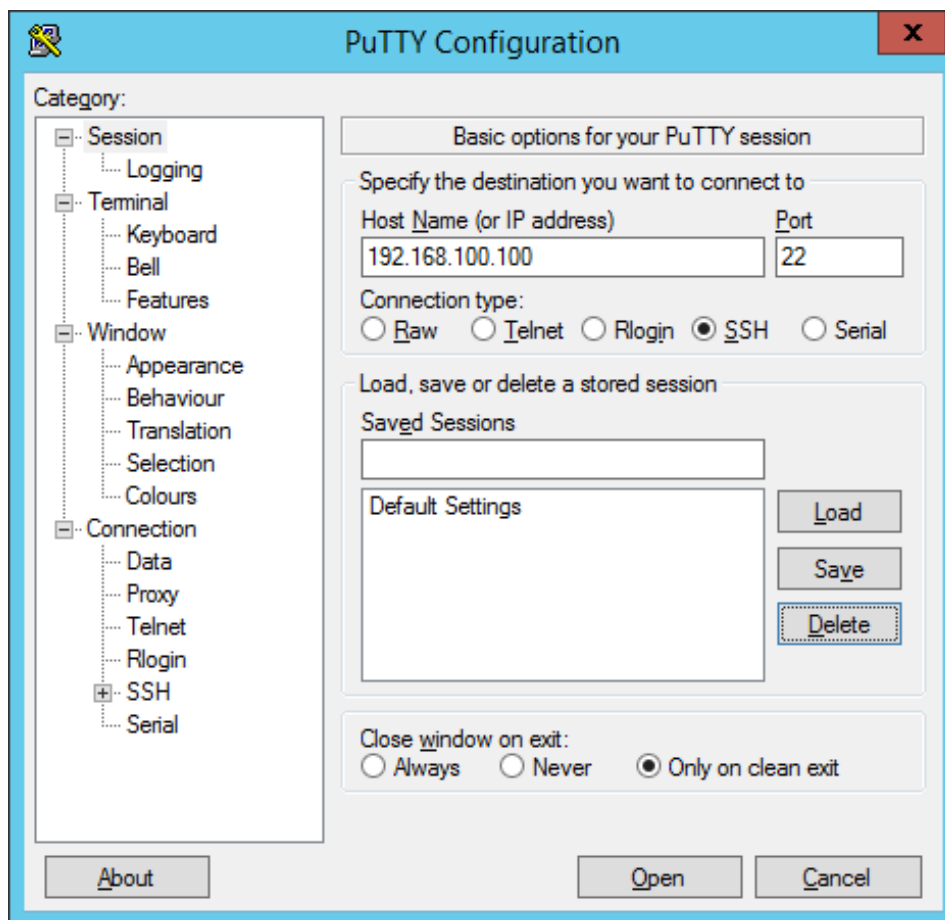 PuTTY Configuration
x
Category:
Session
Logging
Terminal
Keyboard
Bell
Features
Window
Appearance
Behaviour
Translation
Selection
Colours
Connection
Data
Proxy
Telnet
Rlogin
SSH
Serial
Basic options for your PuTTY session
Specify the destination you want to connect to
Host Name (or IP address) Port
192.168.100.100 22
Connection type:
Raw Telnet Rlogin SSH Serial
Load, save or delete a stored session
Saved Sessions
Default Settings
Load
Save
Delete
Close window on exit:
Always Never Only on clean exit
About Open Cancel